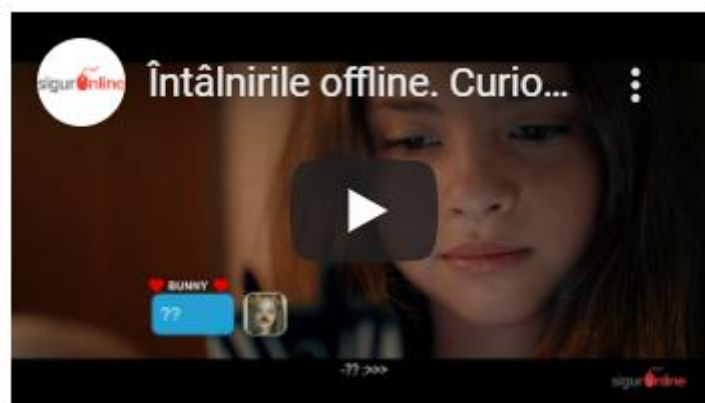 sigurOnline
Întâlnirile offline. Curio...
BUNNY
??
-?? :>>>
sigurOnline